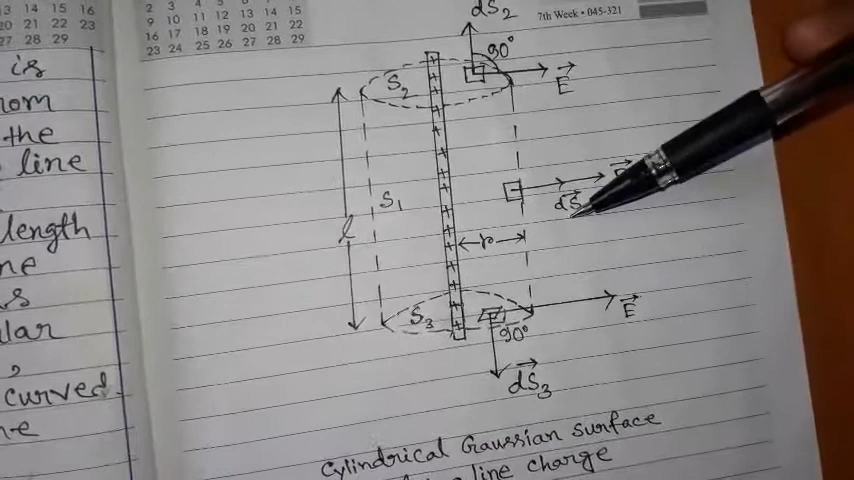 13 14 15 16
20 21 22 23
27 28 29
2 3 4 5
9 10 11 12 13 14 15
16 17 18 19 20 21 22
23 24 25 26 27 28 29
7th Week • 045-321
is
nom
the
line
length
ne
s
ular
,
curved
ne
dS₂
90°
S₂
E
S₁
dS
l
r
S₃
90°
E
dS₃
Cylindrical Gaussian surface
line charge